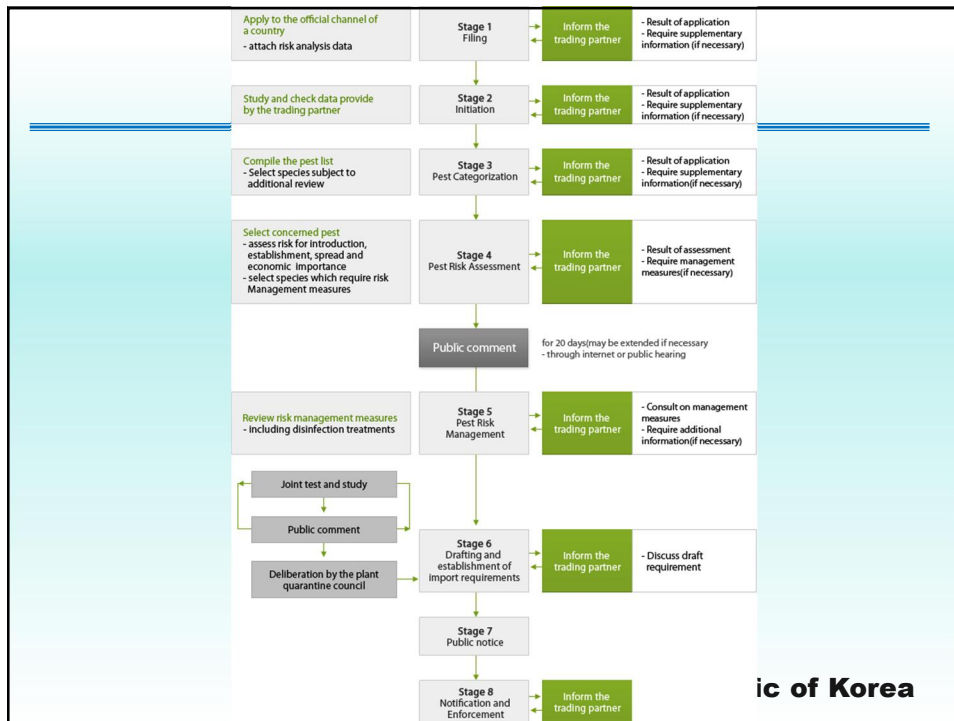 Apply to the official channel of
a country
- attach risk analysis data
Stage 1
Filing
Inform the
trading partner
- Result of application
- Require supplementary
information (if necessary)
Study and check data provide
by the trading partner
Stage 2
Initiation
Inform the
trading partner
- Result of application
- Require supplementary
information (if necessary)
Compile the pest list
- Select species subject to
additional review
Stage 3
Pest Categorization
Inform the
trading partner
- Result of application
- Require supplementary
information(if necessary)
Select concerned pest
- assess risk for introduction,
establishment, spread and
economic importance
- select species which require risk
Management measures
Stage 4
Pest Risk Assessment
Inform the
trading partner
- Result of assessment
- Require management
measures(if necessary)
Public comment
for 20 days(may be extended if necessary
- through internet or public hearing
Review risk management measures
- including disinfection treatments
Stage 5
Pest Risk
Management
Inform the
trading partner
- Consult on management
measures
- Require additional
information(if necessary)
Joint test and study
Public comment
Deliberation by the plant
quarantine council
Stage 6
Drafting and
establishment of
import requirements
Inform the
trading partner
- Discuss draft
requirement
Stage 7
Public notice
Stage 8
Notification and
Enforcement
Inform the
trading partner
ic of Korea